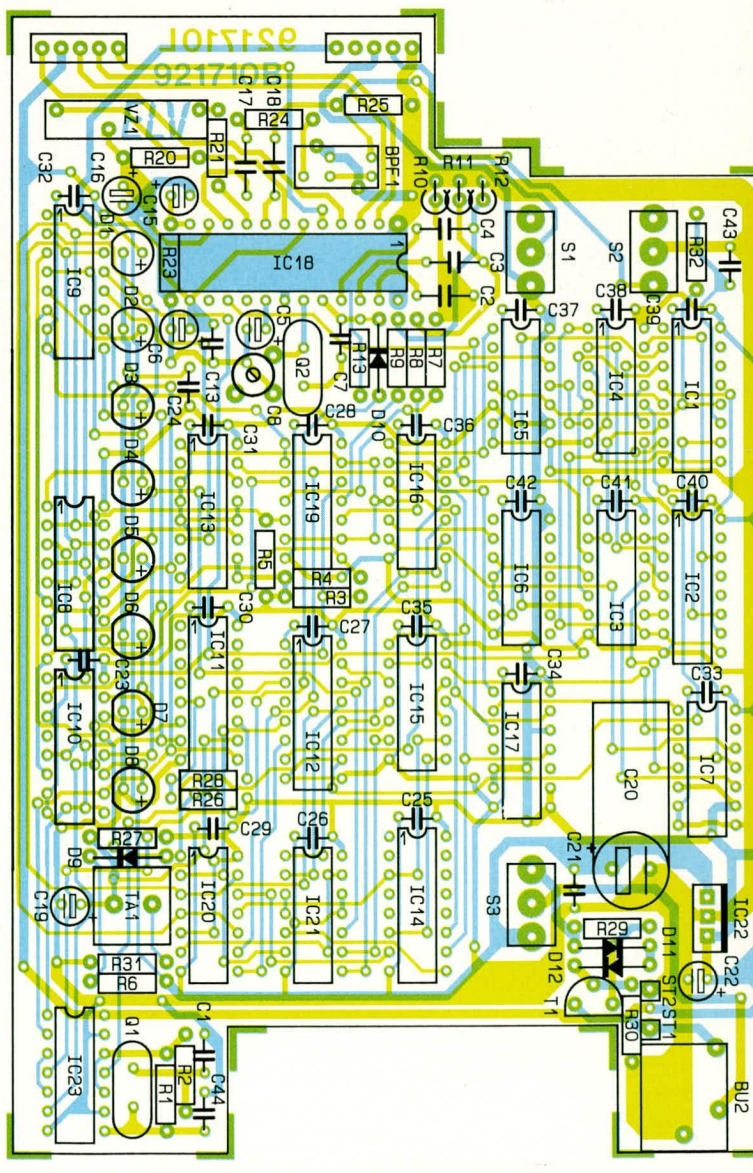 921710L
921710B
ELV
C17
C18
R25
VZ1
R24
R21
BPF1
R20
C32
C16
C15
R10
R11
R12
D1
C4
S1
S2
C43
R23
IC18
1
C3
R32
IC9
C2
D2
C37
C38
C39
C6
C5
Q2
C7
R13
R9
R8
R7
D3
C13
C24
C8
D10
IC5
IC4
IC1
C31
C28
C36
D4
IC13
IC19
IC16
C42
C41
C40
D5
R5
IC8
R4
R3
IC6
IC3
IC2
D6
C30
C27
C35
IC11
C23
C34
C33
D7
IC10
IC12
IC15
IC17
D8
R28
R26
C20
IC7
C29
C26
C25
R27
D9
C21
C19
TA1
IC20
IC21
IC14
S3
IC22
R29
D11
D12
C22
R31
R6
T1
ST2
ST1
R30
C1
Q1
IC23
R2
R1
C44
BU2